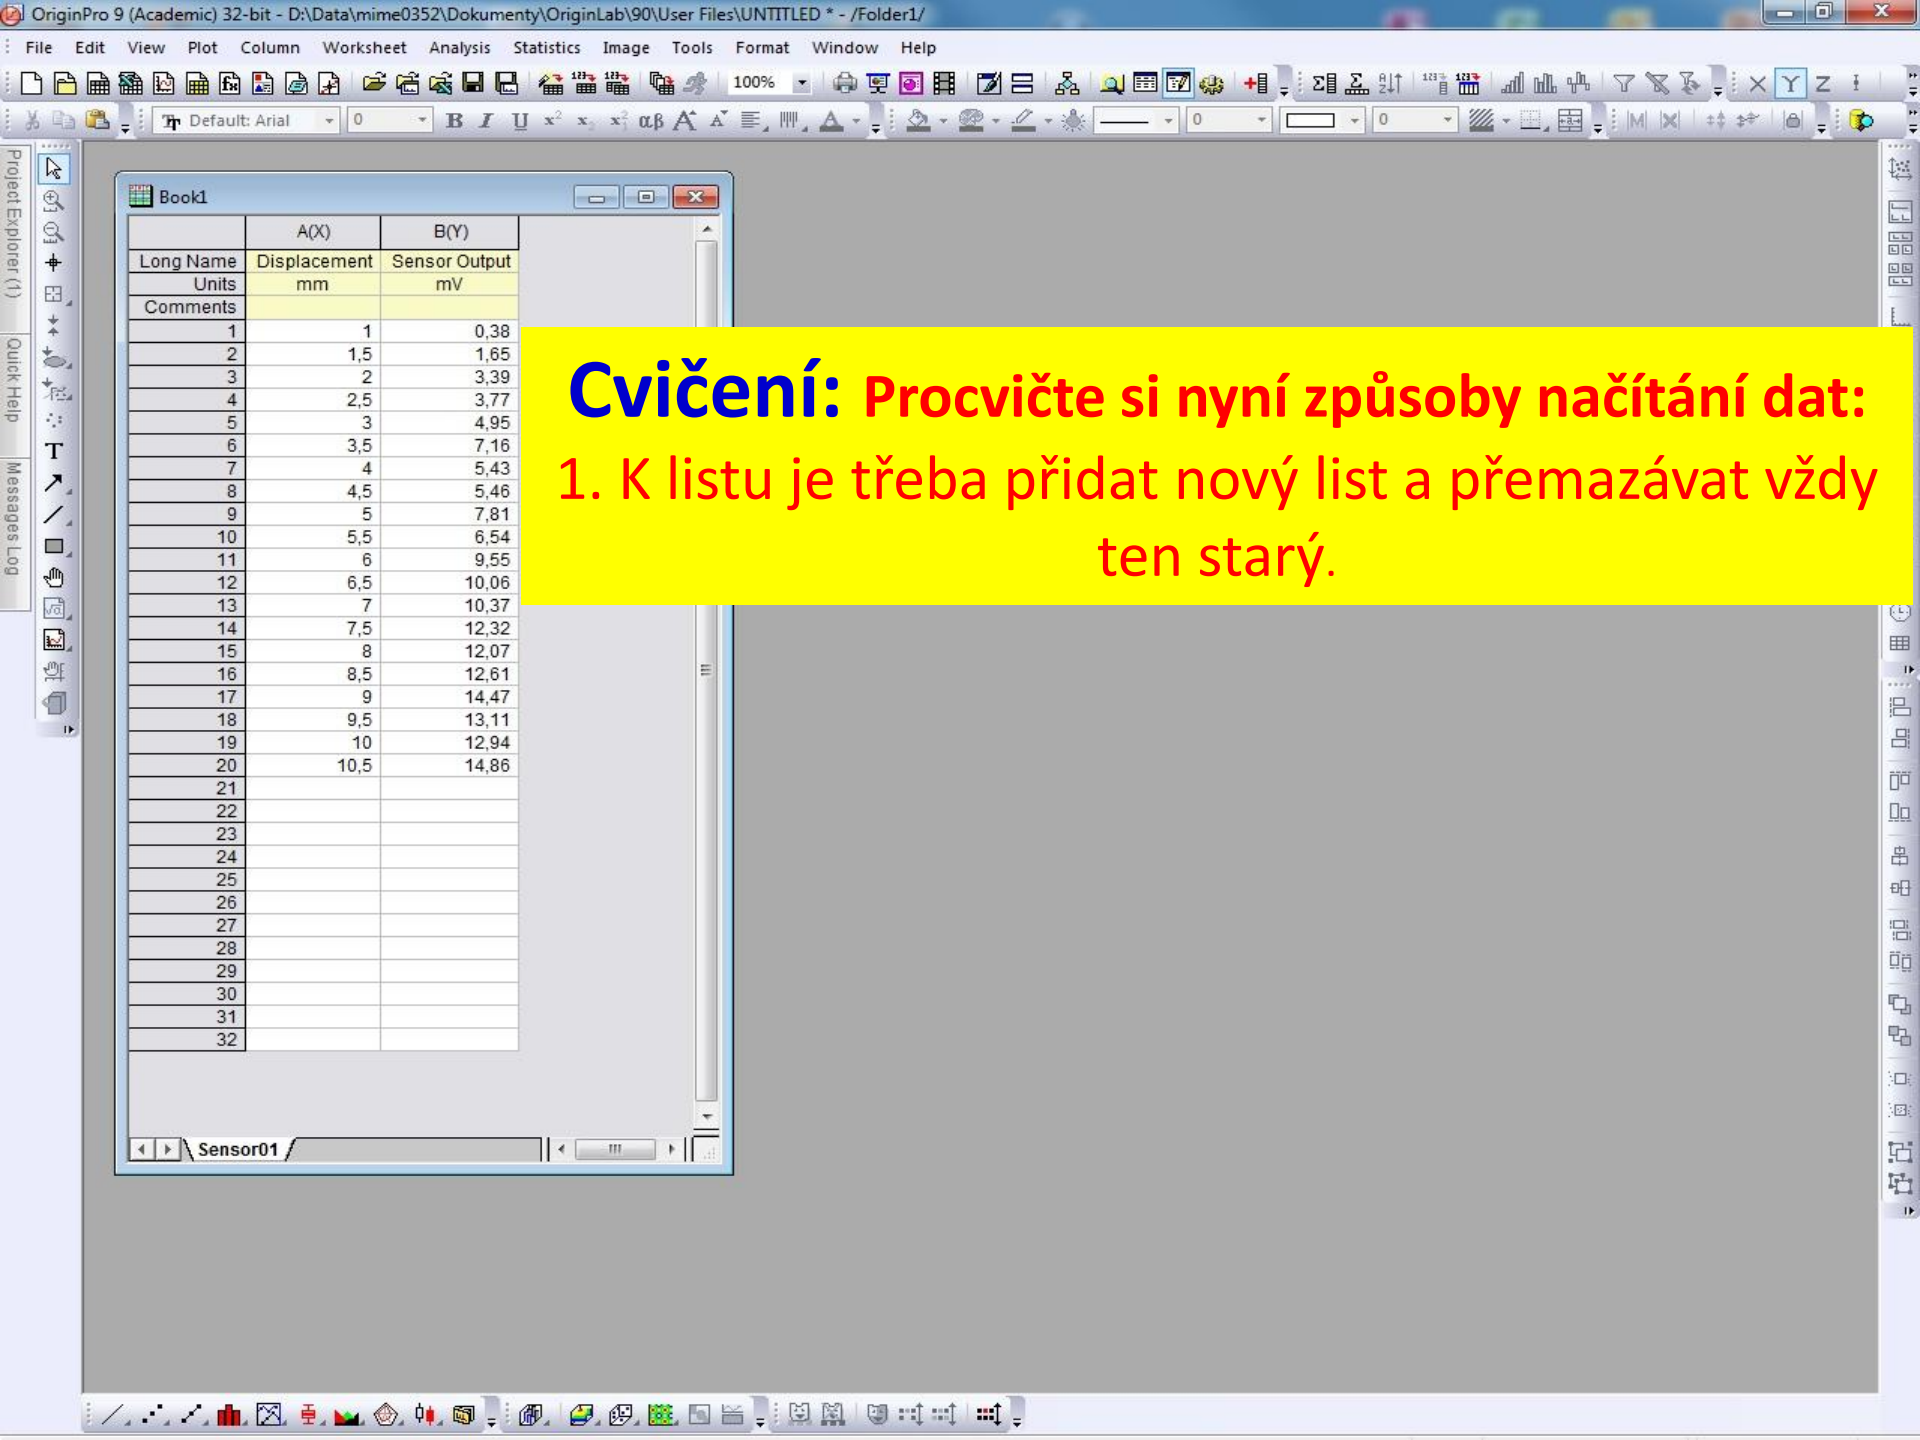 OriginPro 9 (Academic) 32-bit - D:\Data\mime0352\Dokumenty\OriginLab\90\User Files\UNTITLED * - /Folder1/
File Edit View Plot Column Worksheet Analysis Statistics Image Tools Format Window Help
100%
X Y Z
Default: Arial 0 B I U αβ A 0 0
Project Explorer (1)
Quick Help
Messages Log
Book1
A(X) B(Y)
Long Name Displacement Sensor Output
Units mm mV
Comments
1 1 0,38
2 1,5 1,65
3 2 3,39
4 2,5 3,77
5 3 4,95
6 3,5 7,16
7 4 5,43
8 4,5 5,46
9 5 7,81
10 5,5 6,54
11 6 9,55
12 6,5 10,06
13 7 10,37
14 7,5 12,32
15 8 12,07
16 8,5 12,61
17 9 14,47
18 9,5 13,11
19 10 12,94
20 10,5 14,86
21
22
23
24
25
26
27
28
29
30
31
32
Sensor01
Cvičení: Procvičte si nyní způsoby načítání dat:
1. K listu je třeba přidat nový list a přemazávat vždy
ten starý.